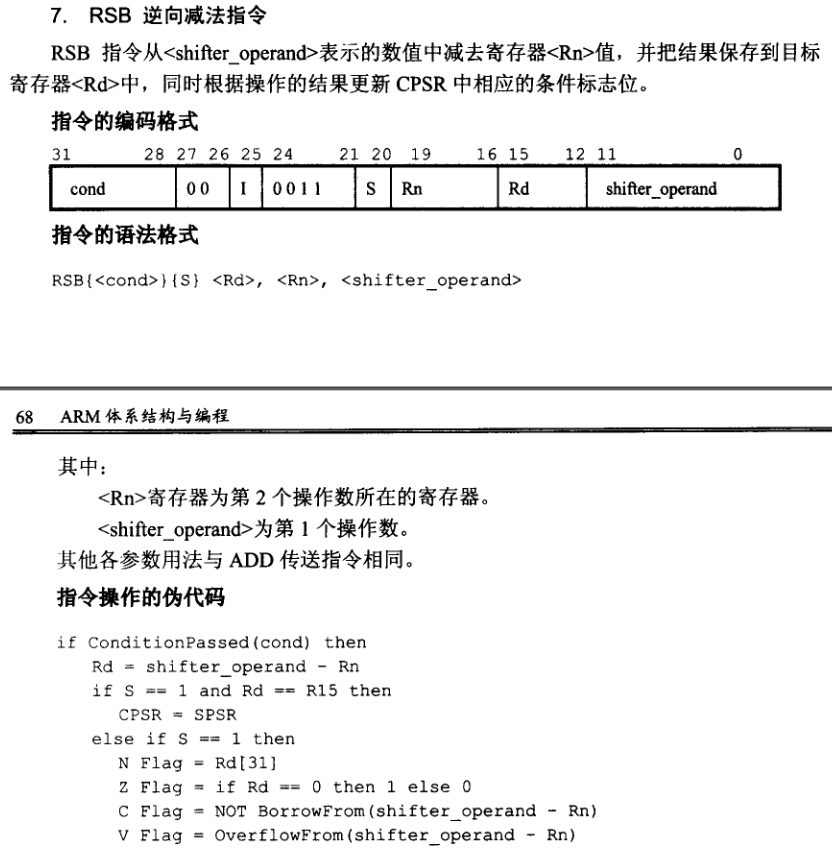 7. RSB 逆向减法指令
RSB 指令从<shifter_operand>表示的数值中减去寄存器<Rn>值，并把结果保存到目标
寄存器<Rd>中，同时根据操作的结果更新 CPSR 中相应的条件标志位。
指令的编码格式
31 28 27 26 25 24 21 20 19 16 15 12 11 0
cond 0 0 I 0 0 1 1 S Rn Rd shifter_operand
指令的语法格式
RSB{<cond>}{S} <Rd>, <Rn>, <shifter_operand>
68 ARM 体系结构与编程
其中：
<Rn>寄存器为第 2 个操作数所在的寄存器。
<shifter_operand>为第 1 个操作数。
其他各参数用法与 ADD 传送指令相同。
指令操作的伪代码
if ConditionPassed(cond) then
Rd = shifter_operand - Rn
if S == 1 and Rd == R15 then
CPSR = SPSR
else if S == 1 then
N Flag = Rd[31]
Z Flag = if Rd == 0 then 1 else 0
C Flag = NOT BorrowFrom(shifter_operand - Rn)
V Flag = OverflowFrom(shifter_operand - Rn)